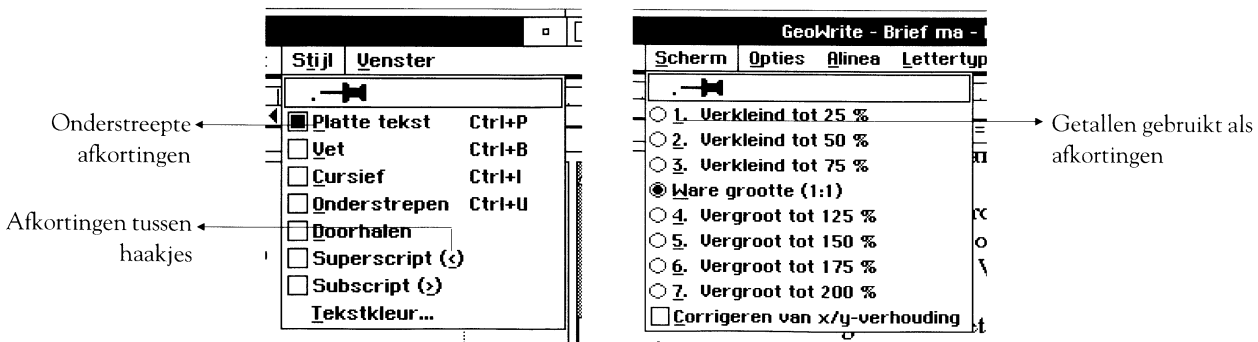 Stijl Venster
Platte tekst Ctrl+P
Vet Ctrl+B
Cursief Ctrl+I
Onderstrepen Ctrl+U
Doorhalen
Superscript (<)
Subscript (>)
Tekstkleur...
Onderstreepte
afkortingen
Afkortingen tussen
haakjes
GeoWrite - Brief ma -
Scherm Opties Alinea Lettertyp
1. Verkleind tot 25 %
2. Verkleind tot 50 %
3. Verkleind tot 75 %
Ware grootte (1:1)
4. Vergroot tot 125 %
5. Vergroot tot 150 %
6. Vergroot tot 175 %
7. Vergroot tot 200 %
Corrigeren van x/y-verhouding
Getallen gebruikt als
afkortingen